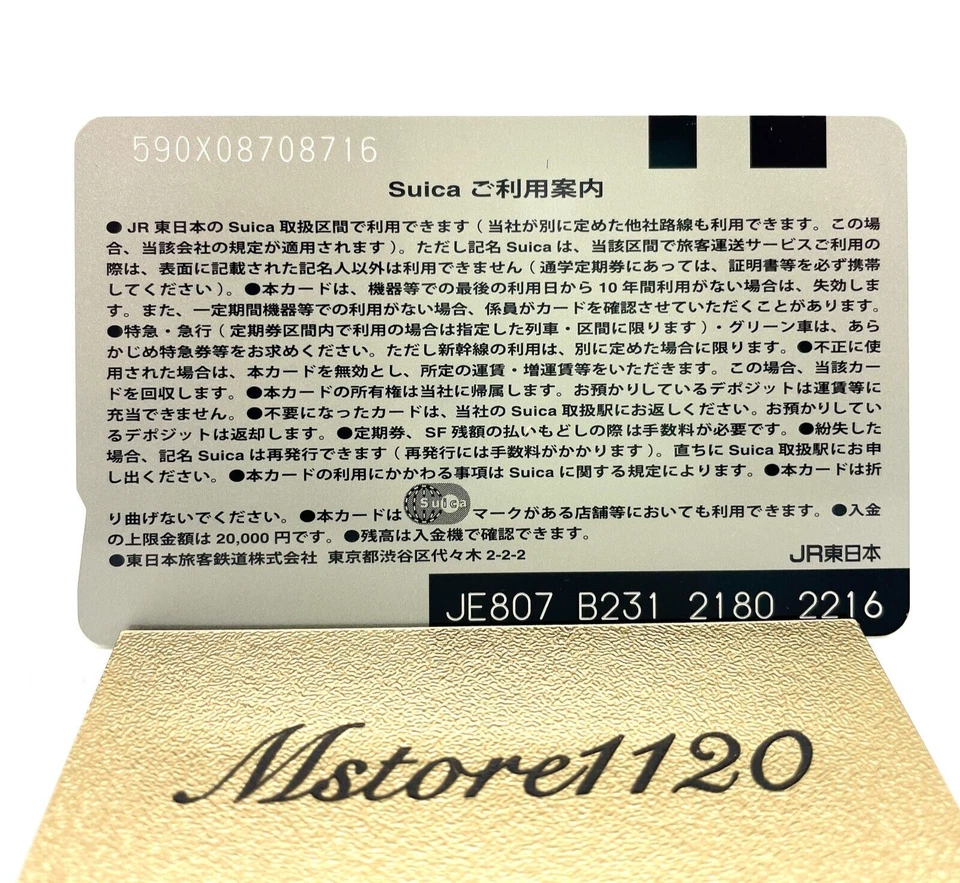 590X08708716
Suica ご利用案内
●JR 東日本の Suica 取扱区間で利用できます（当社が別に定めた他社路線も利用できます。この場
合、当該会社の規定が適用されます）。ただし記名 Suica は、当該区間で旅客運送サービスご利用の
際は、表面に記載された記名人以外は利用できません（通学定期券にあっては、証明書等を必ず携帯
してください）。●本カードは、機器等での最後の利用日から 10 年間利用がない場合は、失効しま
す。また、一定期間機器等での利用がない場合、係員がカードを確認させていただくことがあります。
●特急・急行（定期券区間内で利用の場合は指定した列車・区間に限ります）・グリーン車は、あら
かじめ特急券等をお求めください。ただし新幹線の利用は、別に定めた場合に限ります。●不正に使
用された場合は、本カードを無効とし、所定の運賃・増運賃等をいただきます。この場合、当該カー
ドを回収します。●本カードの所有権は当社に帰属します。お預かりしているデポジットは運賃等に
充当できません。●不要になったカードは、当社の Suica 取扱駅にお返しください。お預かりしてい
るデポジットは返却します。●定期券、SF 残額の払いもどしの際は手数料が必要です。●紛失した
場合、記名 Suica は再発行できます（再発行には手数料がかかります）。直ちに Suica 取扱駅にお申
し出ください。●本カードの利用にかかわる事項は Suica に関する規定によります。●本カードは折
り曲げないでください。●本カードは Suica マークがある店舗等においても利用できます。●入金
の上限金額は 20,000 円です。●残高は入金機で確認できます。
●東日本旅客鉄道株式会社 東京都渋谷区代々木 2-2-2
JR東日本
JE807 B231 2180 2216
Mstore1120